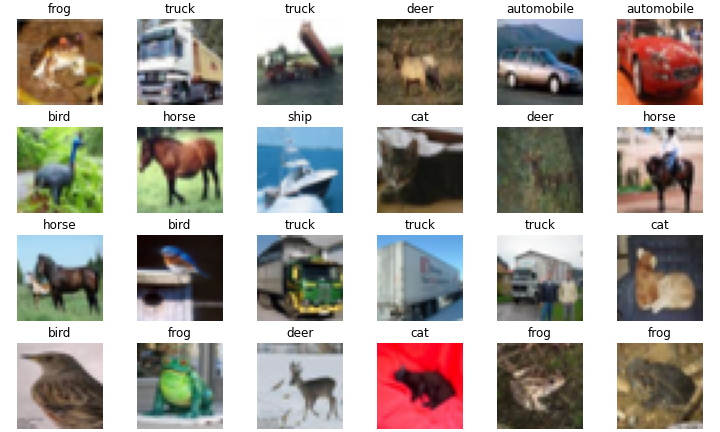 frog truck truck deer automobile automobile
bird horse ship cat deer horse
horse bird truck truck truck cat
bird frog deer cat frog frog